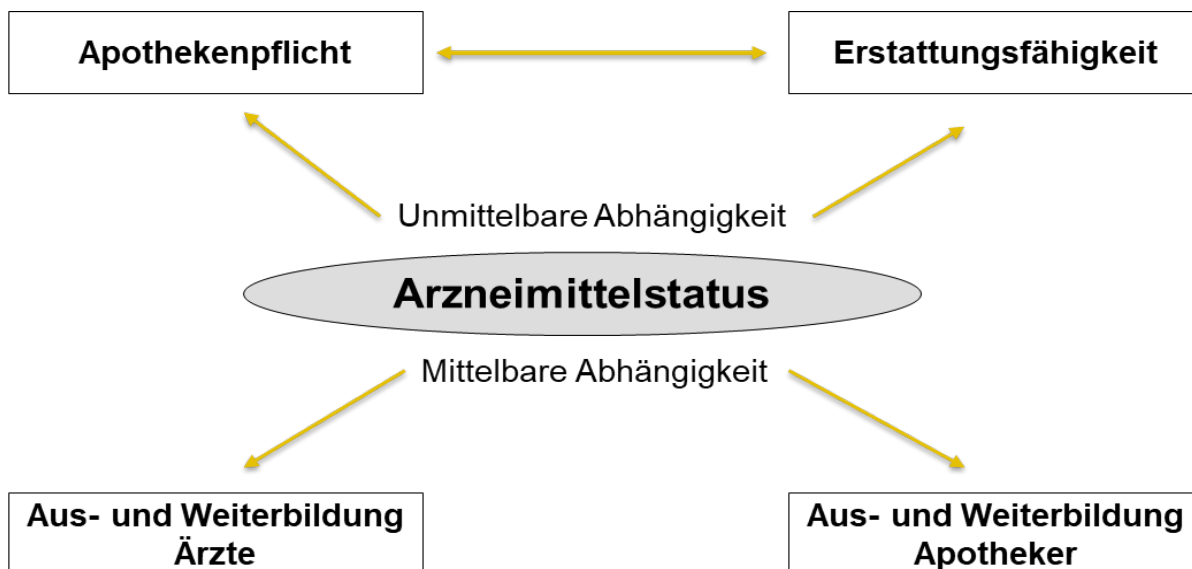 Apothekenpflicht
Erstattungsfähigkeit
Unmittelbare Abhängigkeit
Arzneimittelstatus
Mittelbare Abhängigkeit
Aus- und Weiterbildung
Ärzte
Aus- und Weiterbildung
Apotheker